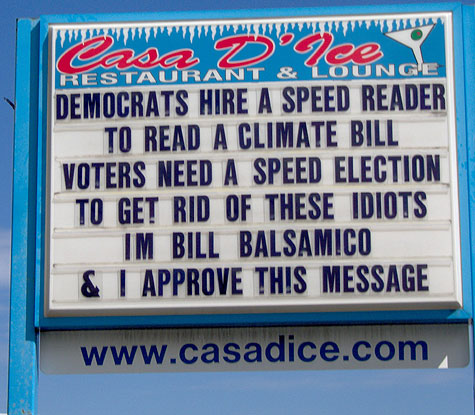 Casa D'Ice
RESTAURANT & LOUNGE
DEMOCRATS HIRE A SPEED READER
TO READ A CLIMATE BILL
VOTERS NEED A SPEED ELECTION
TO GET RID OF THESE IDIOTS
IM BILL BALSAMICO
& I APPROVE THIS MESSAGE
www.casadice.com